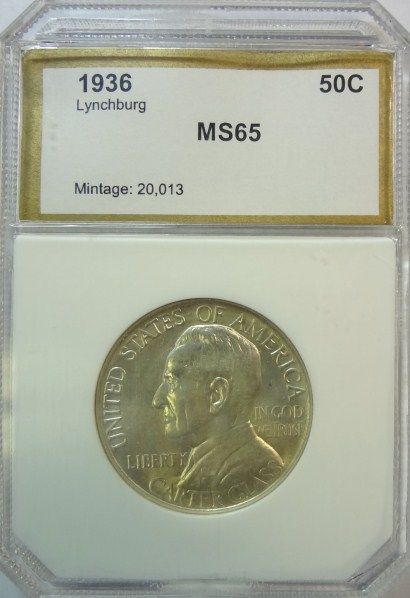 1936 50C
Lynchburg
MS65
Mintage: 20,013
UNITED STATES OF AMERICA
IN GOD
WE TRUST
LIBERTY
CARTER GLASS